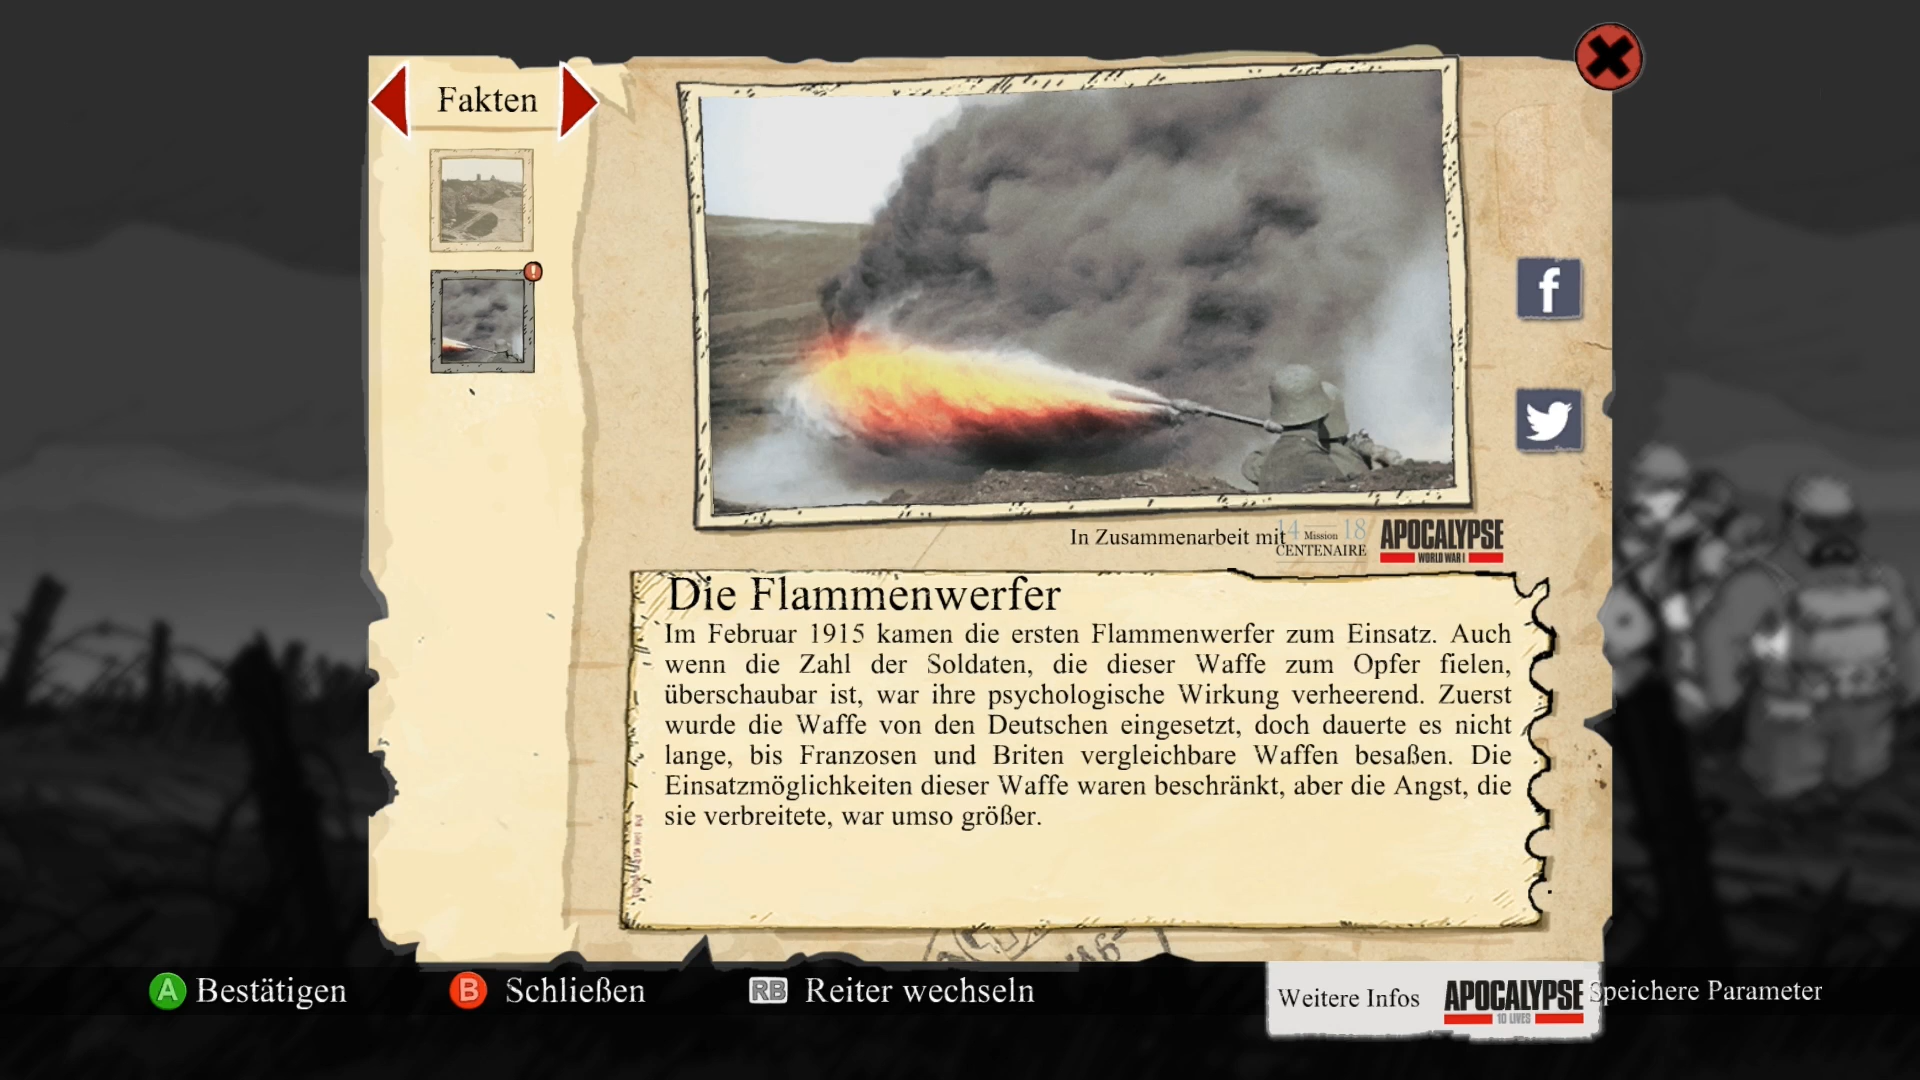 Fakten
In Zusammenarbeit mit
14 Mission 18
CENTENAIRE
APOCALYPSE
WORLD WAR I
Die Flammenwerfer
Im Februar 1915 kamen die ersten Flammenwerfer zum Einsatz. Auch
wenn die Zahl der Soldaten, die dieser Waffe zum Opfer fielen,
überschaubar ist, war ihre psychologische Wirkung verheerend. Zuerst
wurde die Waffe von den Deutschen eingesetzt, doch dauerte es nicht
lange, bis Franzosen und Briten vergleichbare Waffen besaßen. Die
Einsatzmöglichkeiten dieser Waffe waren beschränkt, aber die Angst, die
sie verbreitete, war umso größer.
A Bestätigen
B Schließen
RB Reiter wechseln
Weitere Infos
APOCALYPSE
10 LIVES
Speichere Parameter